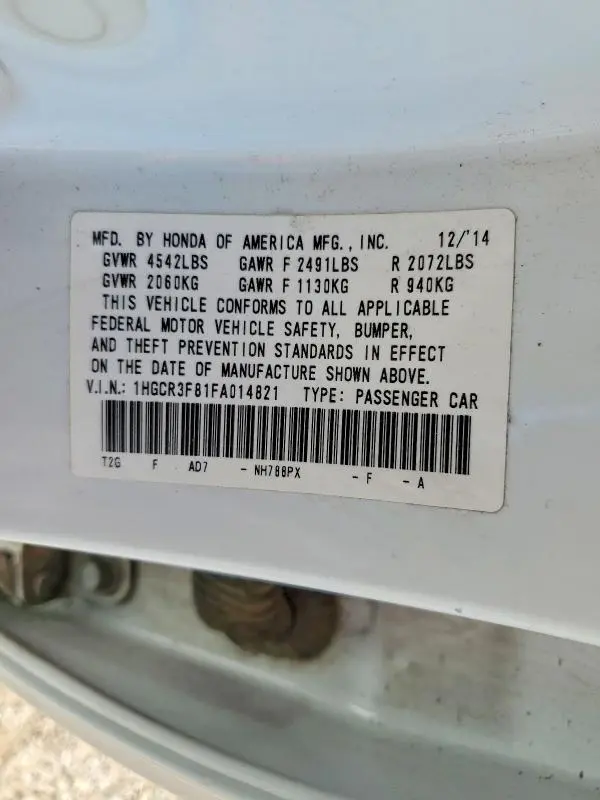 MFD. BY HONDA OF AMERICA MFG., INC. 12/'14
GVWR 4542LBS GAWR F 2491LBS R 2072LBS
GVWR 2060KG GAWR F 1130KG R 940KG
THIS VEHICLE CONFORMS TO ALL APPLICABLE
FEDERAL MOTOR VEHICLE SAFETY, BUMPER,
AND THEFT PREVENTION STANDARDS IN EFFECT
ON THE DATE OF MANUFACTURE SHOWN ABOVE.
V.I.N.: 1HGCR3F81FA014821 TYPE: PASSENGER CAR
T2G F AD7 - NH788PX - F - A